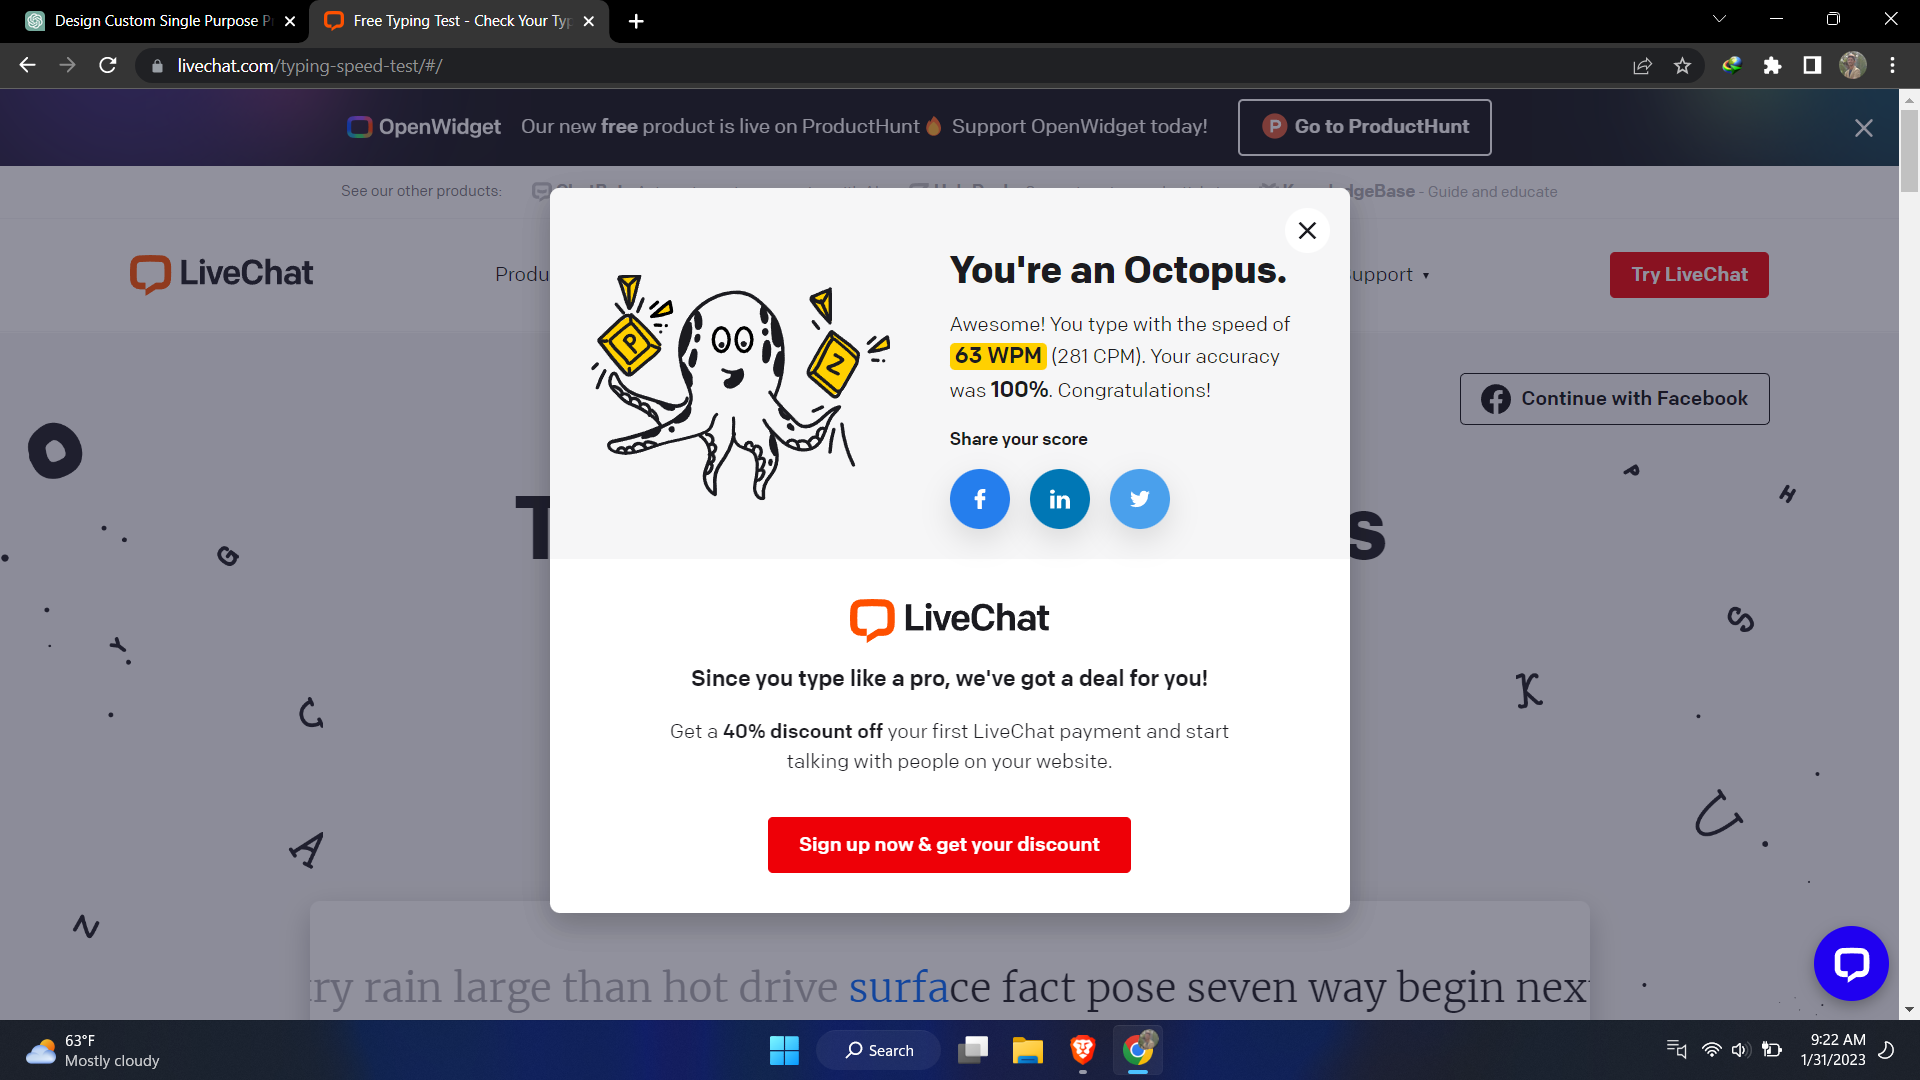 Design Custom Single Purpose P
Free Typing Test - Check Your Typ
livechat.com/typing-speed-test/#/
OpenWidget Our new free product is live on ProductHunt🔥 Support OpenWidget today!
P Go to ProductHunt
See our other products:
dgeBase - Guide and educate
LiveChat
Produ
upport ▾
Try LiveChat
You're an Octopus.
Awesome! You type with the speed of
63 WPM (281 CPM). Your accuracy
was 100%. Congratulations!
Share your score
f in
P
Z
Continue with Facebook
T
s
O
G
Y
C
A
N
P
H
S
K
U
LiveChat
Since you type like a pro, we've got a deal for you!
Get a 40% discount off your first LiveChat payment and start
talking with people on your website.
Sign up now & get your discount
ry rain large than hot drive surface fact pose seven way begin nex
63°F
Mostly cloudy
Search
9:22 AM
1/31/2023